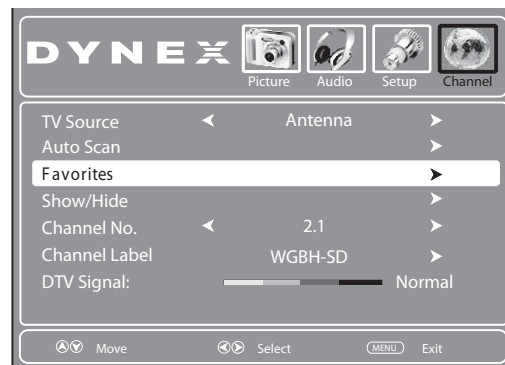 DYNEX
Picture Audio Setup Channel
TV Source Antenna
Auto Scan
Favorites
Show/Hide
Channel No. 2.1
Channel Label WGBH-SD
DTV Signal: Normal
Move Select MENU Exit